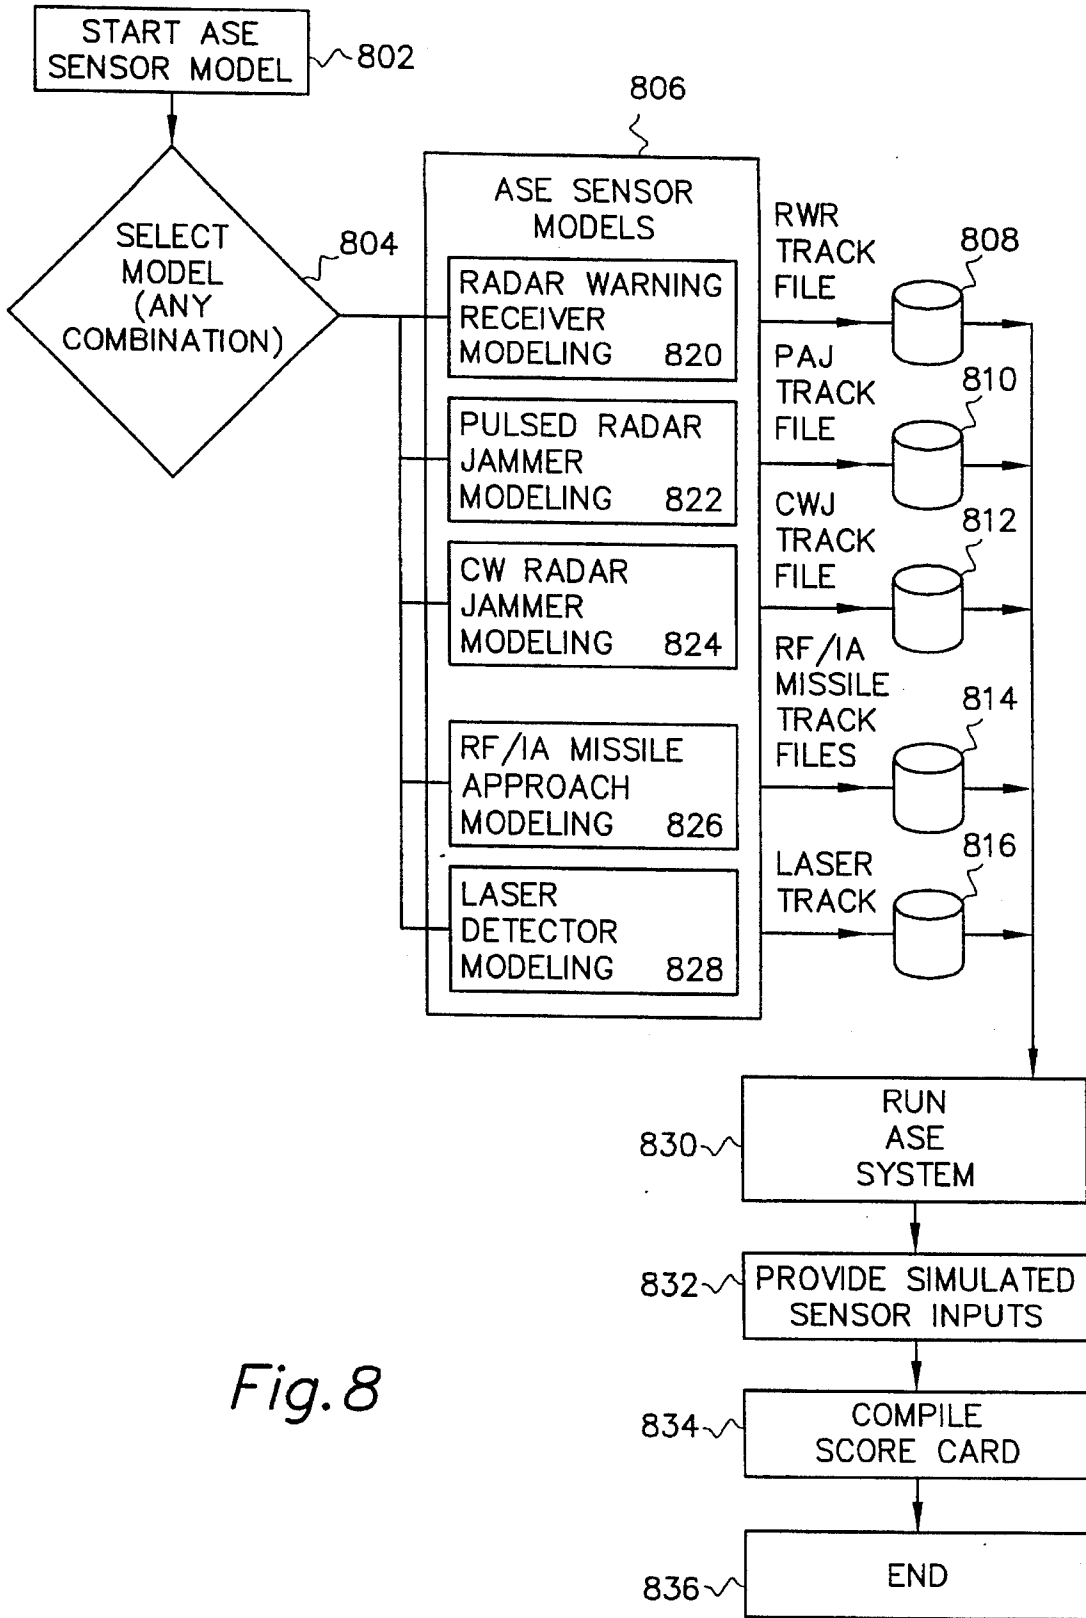 START ASE
SENSOR MODEL
802
SELECT
MODEL
(ANY
COMBINATION)
804
806
ASE SENSOR
MODELS
RADAR WARNING
RECEIVER
MODELING 820
PULSED RADAR
JAMMER
MODELING 822
CW RADAR
JAMMER
MODELING 824
RF/IA MISSILE
APPROACH
MODELING 826
LASER
DETECTOR
MODELING 828
RWR
TRACK
FILE
808
PAJ
TRACK
FILE
810
CWJ
TRACK
FILE
812
RF/IA
MISSILE
TRACK
FILES
814
LASER
TRACK
816
RUN
ASE
SYSTEM
830
PROVIDE SIMULATED
SENSOR INPUTS
832
COMPILE
SCORE CARD
834
END
836
Fig.8